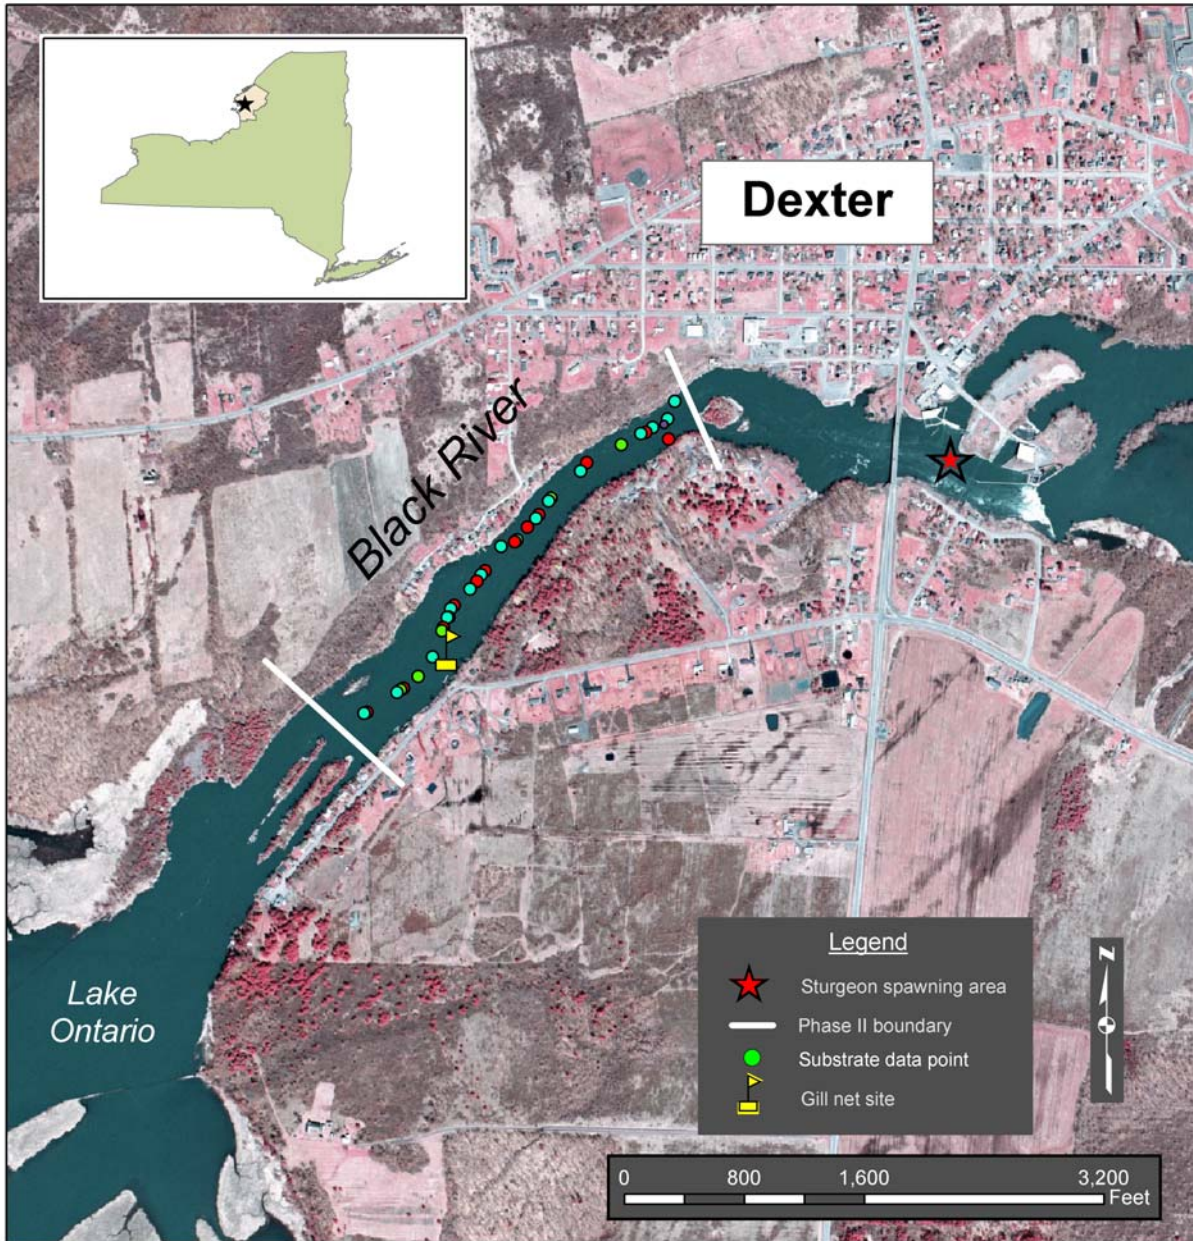 Dexter
Black River
Lake
Ontario
Legend
Sturgeon spawning area
Phase II boundary
Substrate data point
Gill net site
N
0 800 1,600 3,200
Feet